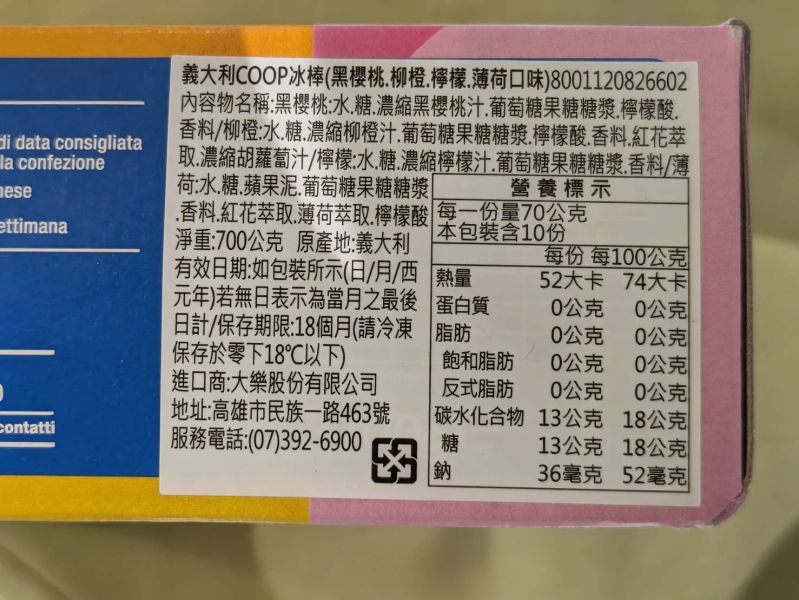 di data consigliata
la confezione
nese
ettimana
contatti
義大利COOP冰棒(黑櫻桃.柳橙.檸檬.薄荷口味)8001120826602
內容物名稱:黑櫻桃:水.糖.濃縮黑櫻桃汁.葡萄糖果糖糖漿.檸檬酸.
香料/柳橙:水.糖.濃縮柳橙汁.葡萄糖果糖糖漿.檸檬酸.香料.紅花萃
取.濃縮胡蘿蔔汁/檸檬:水.糖.濃縮檸檬汁.葡萄糖果糖糖漿.香料/薄
荷:水.糖.蘋果泥.葡萄糖果糖糖漿
.香料.紅花萃取.薄荷萃取.檸檬酸
淨重:700公克 原產地:義大利
有效日期:如包裝所示(日/月/西
元年)若無日表示為當月之最後
日計/保存期限:18個月(請冷凍
保存於零下18℃以下)
進口商:大樂股份有限公司
地址:高雄市民族一路463號
服務電話:(07)392-6900
營養標示
每一份量70公克
本包裝含10份
每份 每100公克
熱量 52大卡 74大卡
蛋白質 0公克 0公克
脂肪 0公克 0公克
飽和脂肪 0公克 0公克
反式脂肪 0公克 0公克
碳水化合物 13公克 18公克
糖 13公克 18公克
鈉 36毫克 52毫克